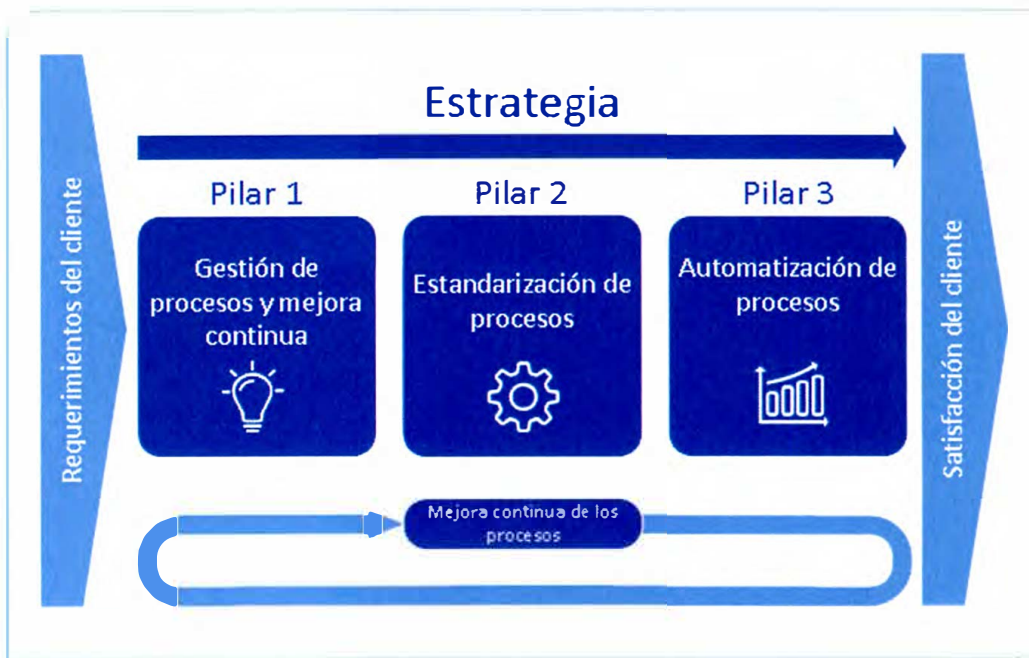 Requerimientos del cliente
Estrategia
Pilar 1
Gestión de
procesos y mejora
continua
Pilar 2
Estandarización de
procesos
Pilar 3
Automatización de
procesos
Mejora continua de los
procesos
Satisfacción del cliente